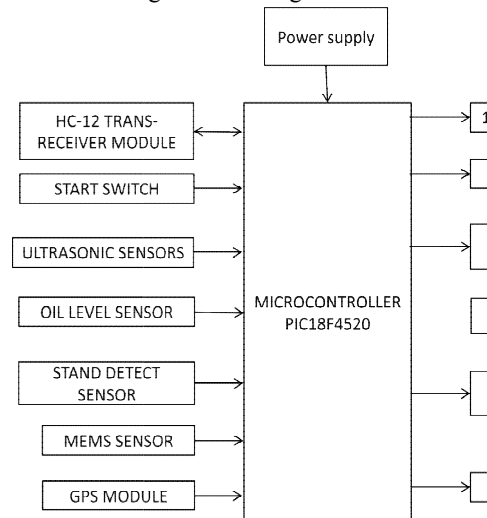 Power supply
HC-12 TRANS-
RECEIVER MODULE
START SWITCH
ULTRASONIC SENSORS
OIL LEVEL SENSOR
STAND DETECT
SENSOR
MEMS SENSOR
GPS MODULE
MICROCONTROLLER
PIC18F4520
1